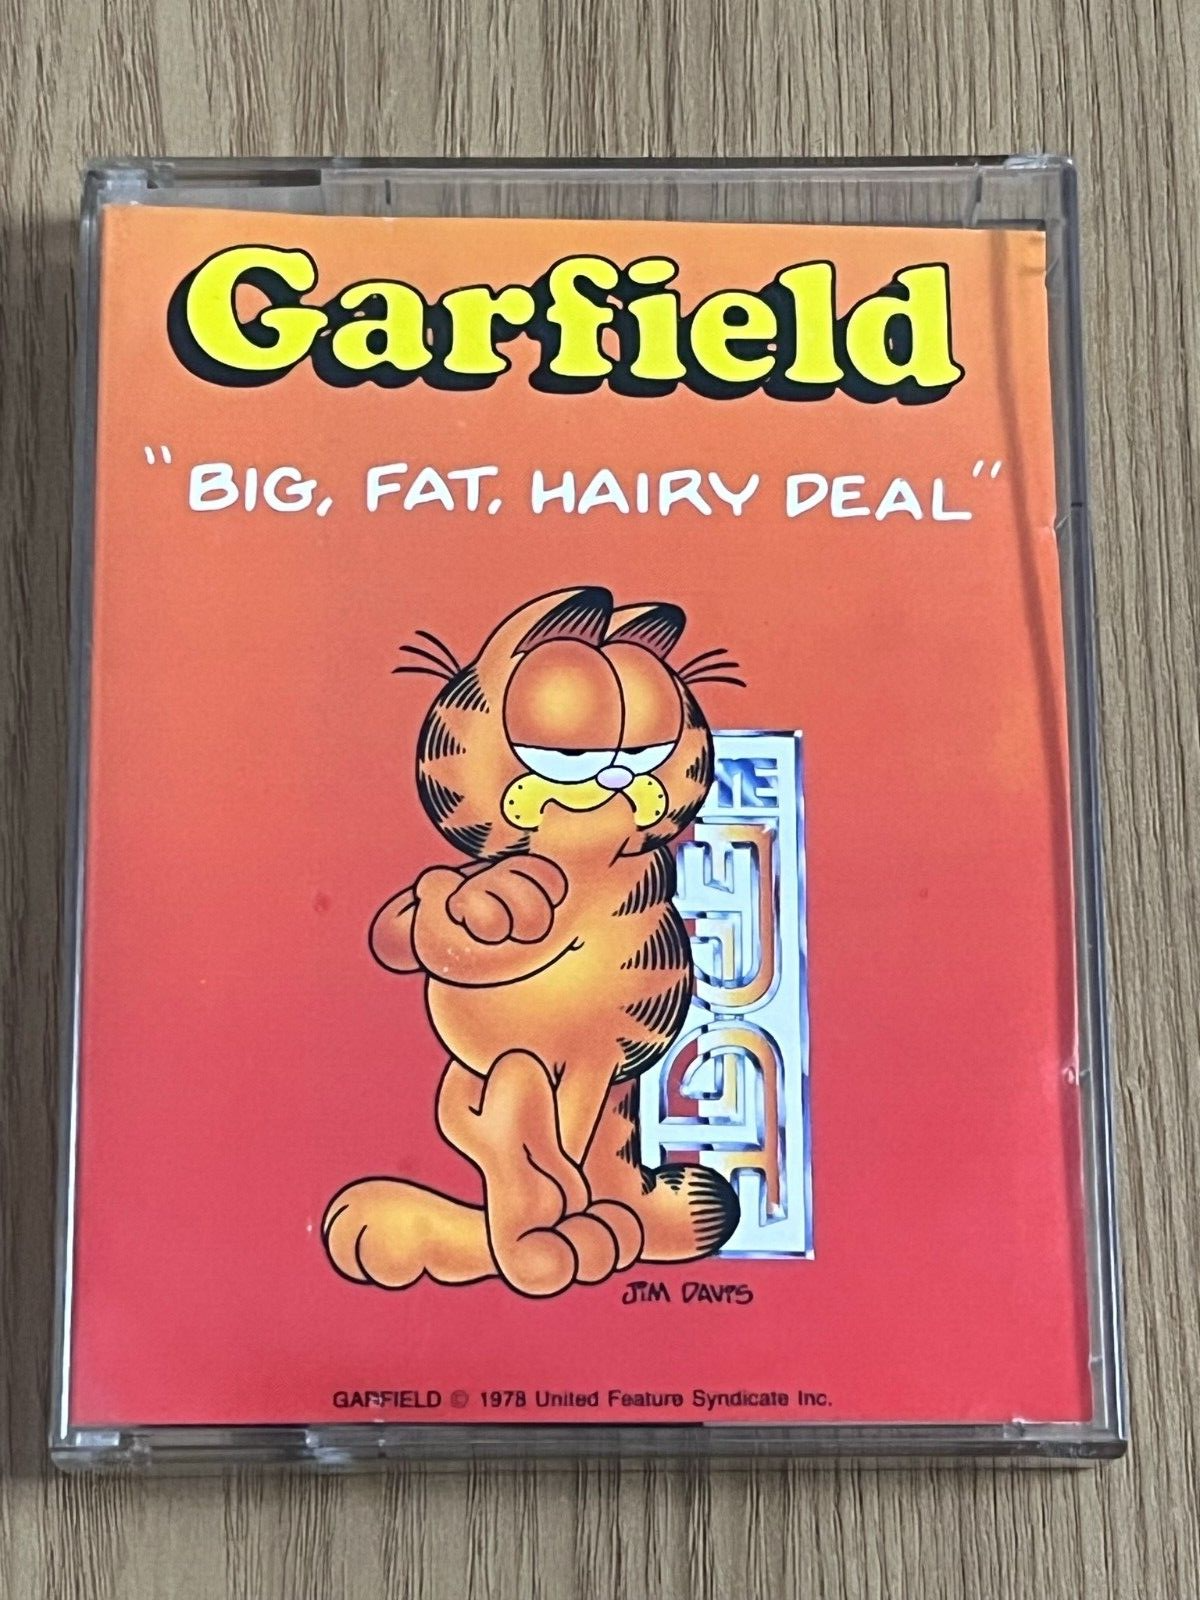 Garfield
"BIG, FAT, HAIRY DEAL"
THE EDGE
JIM DAVIS
GARFIELD © 1978 United Feature Syndicate Inc.